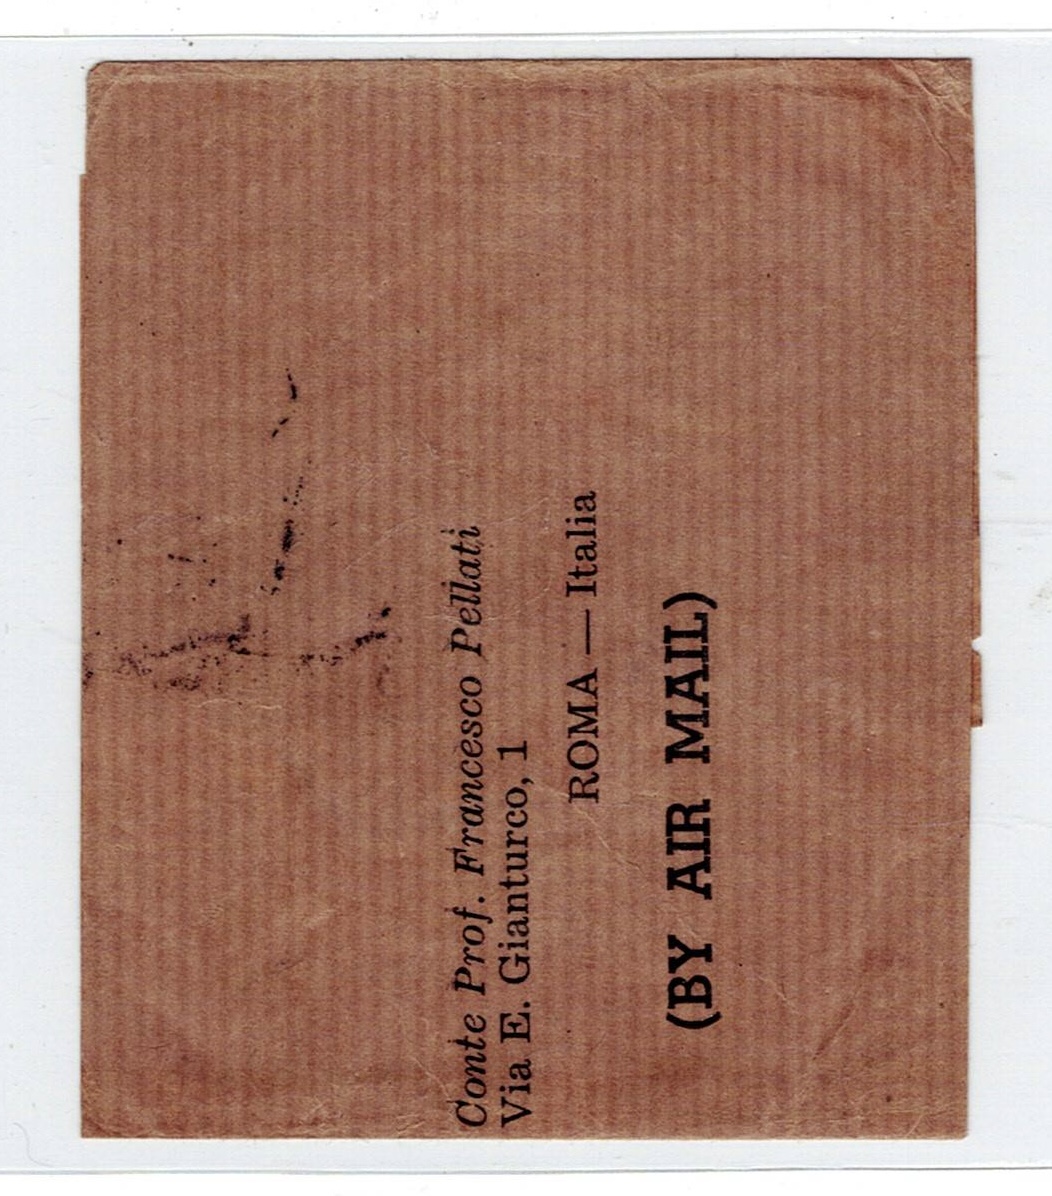 Conte Prof. Francesco Pellati
Via E. Gianturco, 1
ROMA — Italia
(BY AIR MAIL)